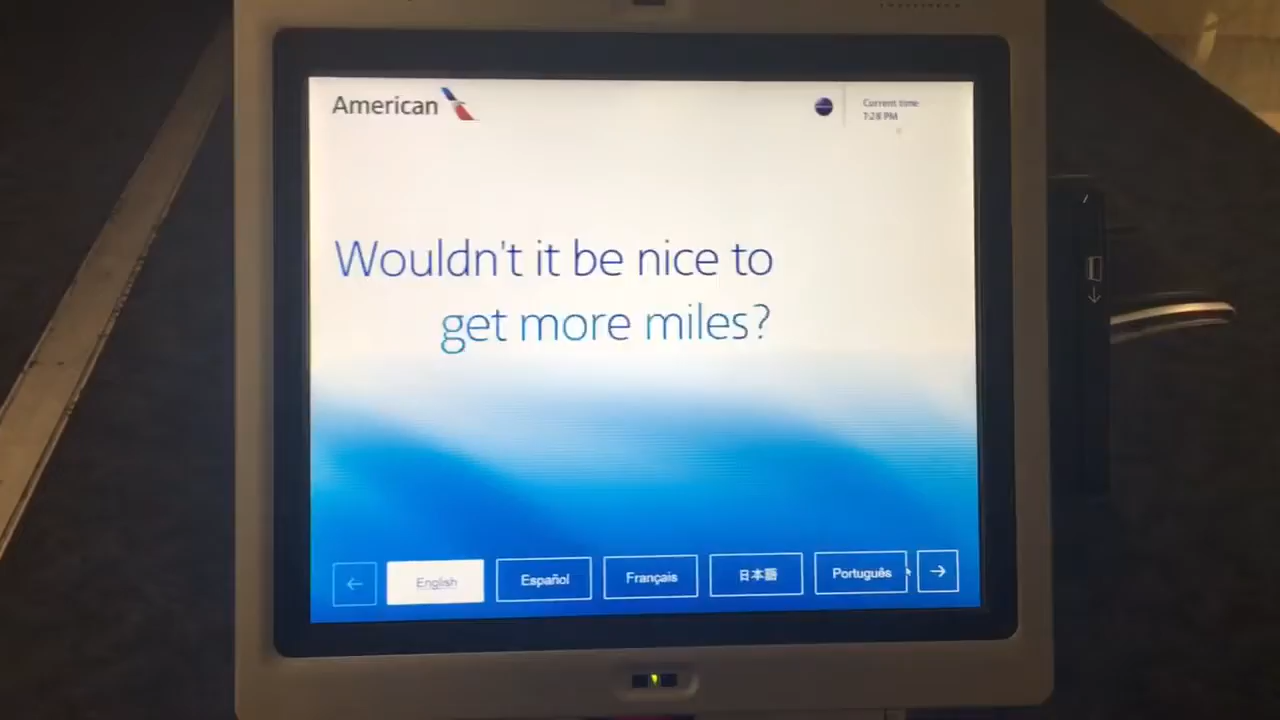 American
Current time
7:28 PM
Wouldn't it be nice to
get more miles?
English
Español
Français
日本語
Português